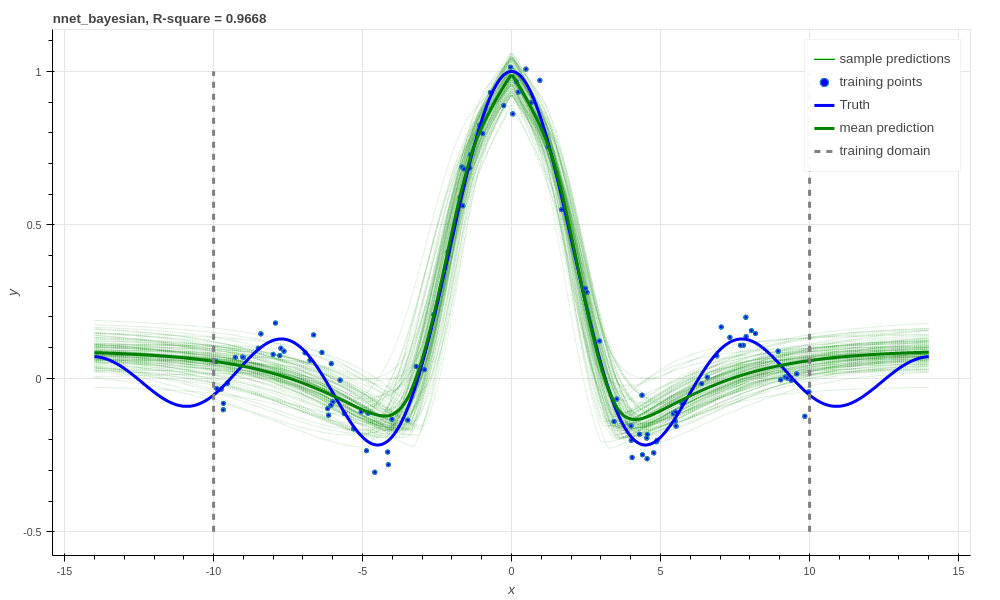 nnet_bayesian, R-square = 0.9668
sample predictions
training points
Truth
mean prediction
training domain
1
0.5
0
-0.5
y
-15
-10
-5
0
5
10
15
x